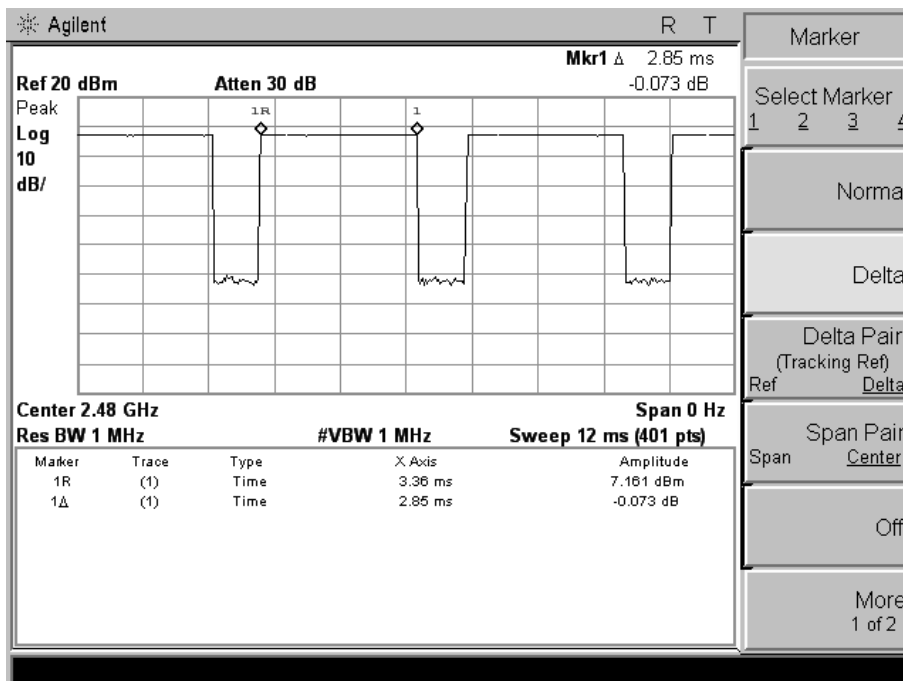 Agilent R T
Mkr1 Δ 2.85 ms
Ref 20 dBm Atten 30 dB -0.073 dB
Peak
Log
10
dB/
1R 1
Center 2.48 GHz Span 0 Hz
Res BW 1 MHz #VBW 1 MHz Sweep 12 ms (401 pts)
Marker Trace Type X Axis Amplitude
1R (1) Time 3.36 ms 7.161 dBm
1Δ (1) Time 2.85 ms -0.073 dB
Marker
Select Marker
1 2 3 4
Norma
Delta
Delta Pair
(Tracking Ref)
Ref Delta
Span Pair
Span Center
Off
More
1 of 2